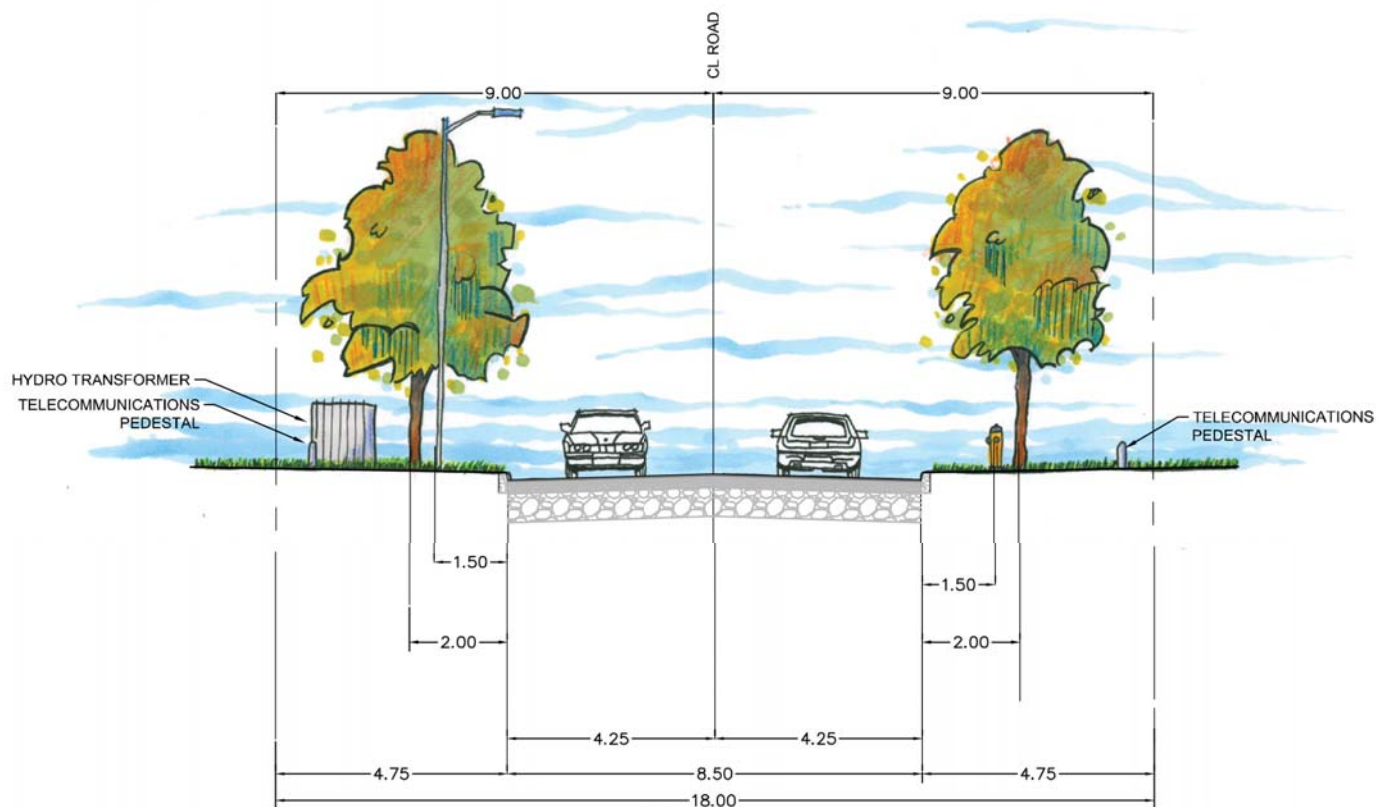 CL ROAD
9.00
9.00
HYDRO TRANSFORMER
TELECOMMUNICATIONS
PEDESTAL
TELECOMMUNICATIONS
PEDESTAL
1.50
1.50
2.00
2.00
4.25
4.25
4.75
8.50
4.75
18.00